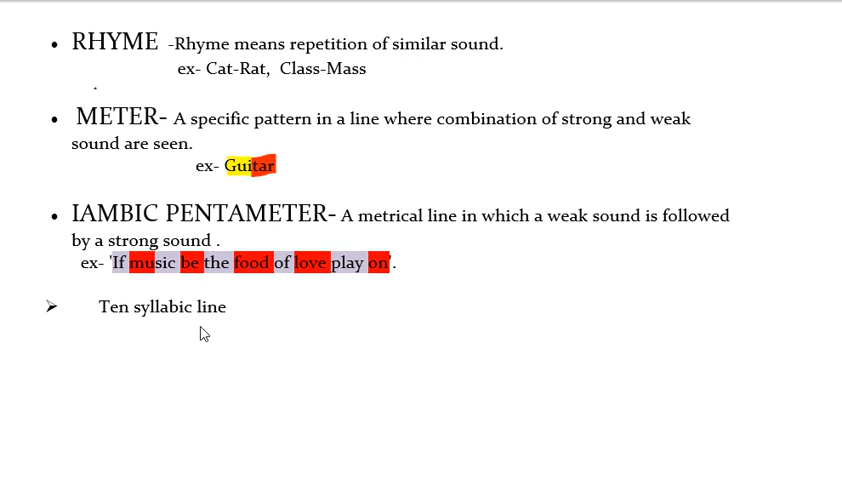 • RHYME -Rhyme means repetition of similar sound.
ex- Cat-Rat, Class-Mass
.
• METER- A specific pattern in a line where combination of strong and weak
sound are seen.
ex- Guitar
• IAMBIC PENTAMETER- A metrical line in which a weak sound is followed
by a strong sound .
ex- 'If music be the food of love play on'.
➢ Ten syllabic line